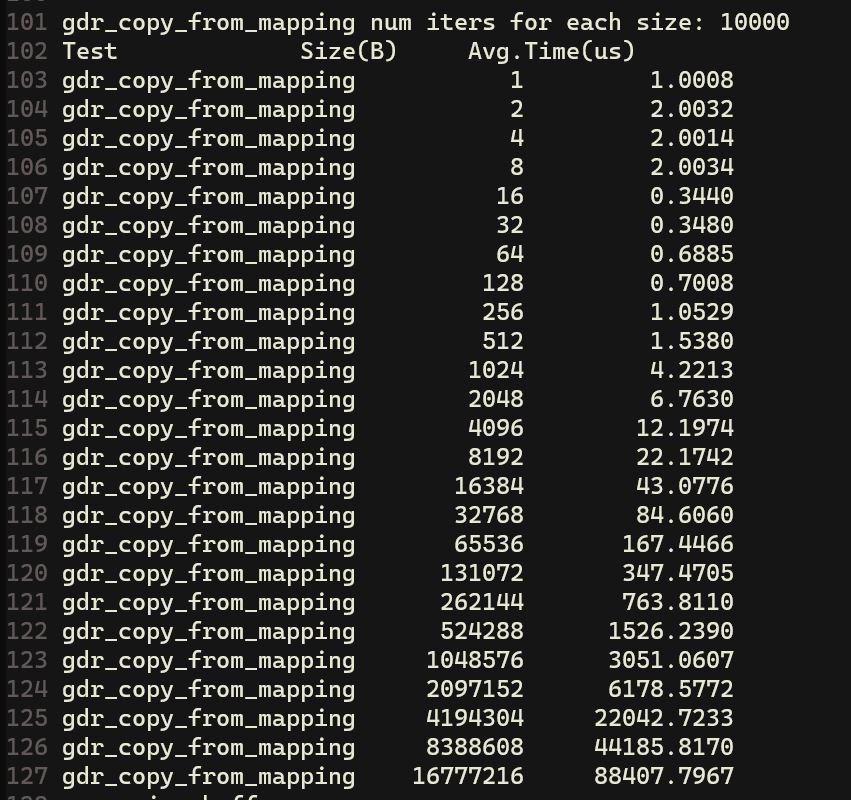 101 gdr_copy_from_mapping num iters for each size: 10000
102 Test             Size(B)     Avg.Time(us)
103 gdr_copy_from_mapping           1         1.0008
104 gdr_copy_from_mapping           2         2.0032
105 gdr_copy_from_mapping           4         2.0014
106 gdr_copy_from_mapping           8         2.0034
107 gdr_copy_from_mapping          16         0.3440
108 gdr_copy_from_mapping          32         0.3480
109 gdr_copy_from_mapping          64         0.6885
110 gdr_copy_from_mapping         128         0.7008
111 gdr_copy_from_mapping         256         1.0529
112 gdr_copy_from_mapping         512         1.5380
113 gdr_copy_from_mapping        1024         4.2213
114 gdr_copy_from_mapping        2048         6.7630
115 gdr_copy_from_mapping        4096        12.1974
116 gdr_copy_from_mapping        8192        22.1742
117 gdr_copy_from_mapping       16384        43.0776
118 gdr_copy_from_mapping       32768        84.6060
119 gdr_copy_from_mapping       65536       167.4466
120 gdr_copy_from_mapping      131072       347.4705
121 gdr_copy_from_mapping      262144       763.8110
122 gdr_copy_from_mapping      524288      1526.2390
123 gdr_copy_from_mapping     1048576      3051.0607
124 gdr_copy_from_mapping     2097152      6178.5772
125 gdr_copy_from_mapping     4194304     22042.7233
126 gdr_copy_from_mapping     8388608     44185.8170
127 gdr_copy_from_mapping    16777216     88407.7967